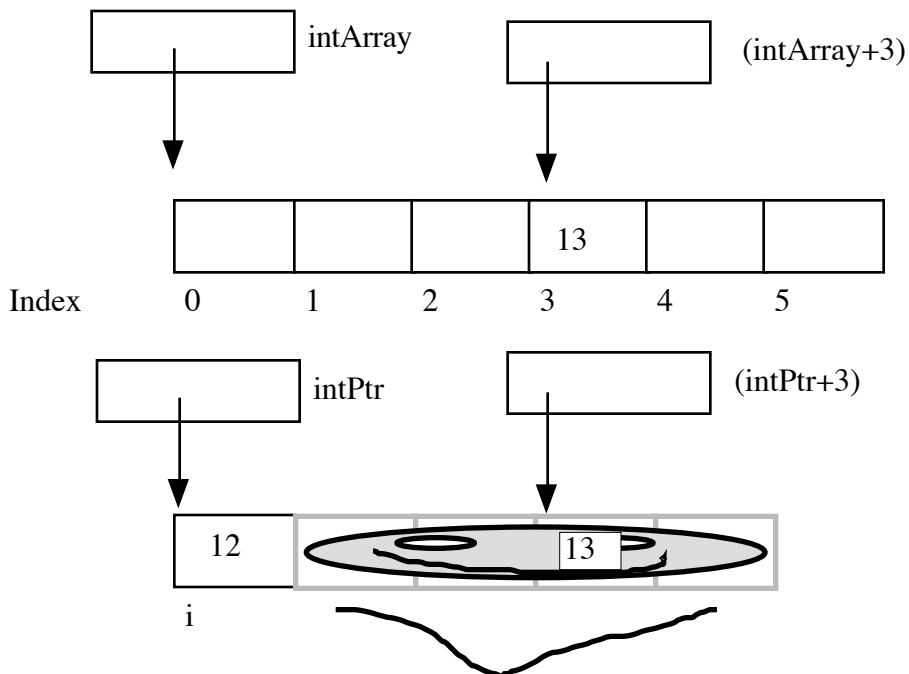 intArray (intArray+3)
13
Index 0 1 2 3 4 5
intPtr (intPtr+3)
12 13
i